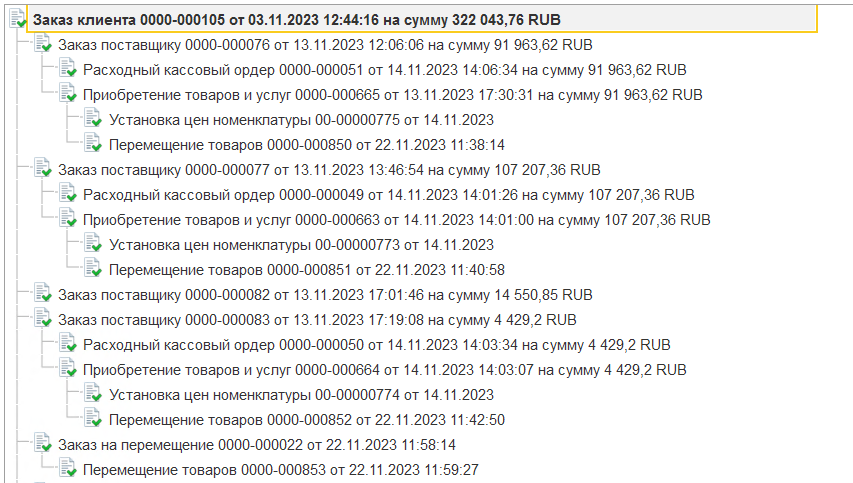 Заказ клиента 0000-000105 от 03.11.2023 12:44:16 на сумму 322 043,76 RUB
Заказ поставщику 0000-000076 от 13.11.2023 12:06:06 на сумму 91 963,62 RUB
Расходный кассовый ордер 0000-000051 от 14.11.2023 14:06:34 на сумму 91 963,62 RUB
Приобретение товаров и услуг 0000-000665 от 13.11.2023 17:30:31 на сумму 91 963,62 RUB
Установка цен номенклатуры 00-00000775 от 14.11.2023
Перемещение товаров 0000-000850 от 22.11.2023 11:38:14
Заказ поставщику 0000-000077 от 13.11.2023 13:46:54 на сумму 107 207,36 RUB
Расходный кассовый ордер 0000-000049 от 14.11.2023 14:01:26 на сумму 107 207,36 RUB
Приобретение товаров и услуг 0000-000663 от 14.11.2023 14:01:00 на сумму 107 207,36 RUB
Установка цен номенклатуры 00-00000773 от 14.11.2023
Перемещение товаров 0000-000851 от 22.11.2023 11:40:58
Заказ поставщику 0000-000082 от 13.11.2023 17:01:46 на сумму 14 550,85 RUB
Заказ поставщику 0000-000083 от 13.11.2023 17:19:08 на сумму 4 429,2 RUB
Расходный кассовый ордер 0000-000050 от 14.11.2023 14:03:34 на сумму 4 429,2 RUB
Приобретение товаров и услуг 0000-000664 от 14.11.2023 14:03:07 на сумму 4 429,2 RUB
Установка цен номенклатуры 00-00000774 от 14.11.2023
Перемещение товаров 0000-000852 от 22.11.2023 11:42:50
Заказ на перемещение 0000-000022 от 22.11.2023 11:58:14
Перемещение товаров 0000-000853 от 22.11.2023 11:59:27